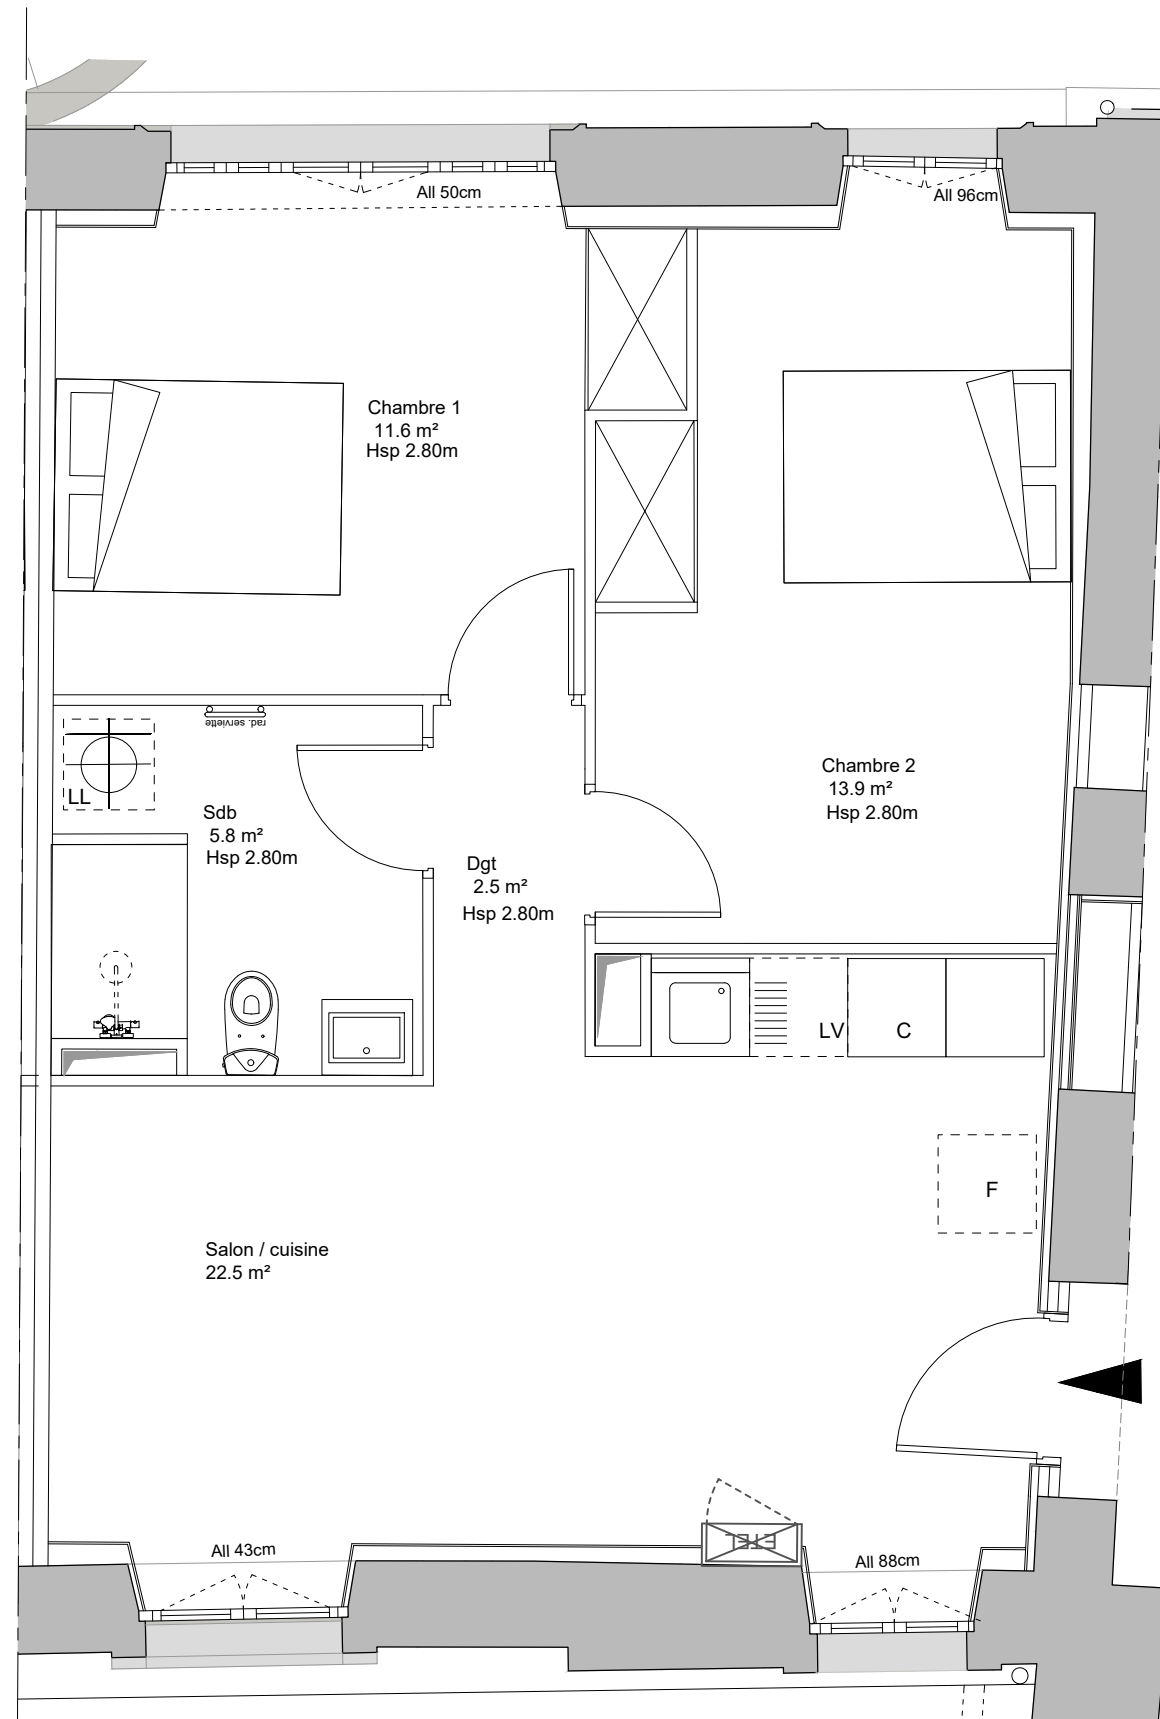 All 50cm
All 96cm
Chambre 1
11.6 m²
Hsp 2.80m
rad. serviette
LL
Sdb
5.8 m²
Hsp 2.80m
Chambre 2
13.9 m²
Hsp 2.80m
Dgt
2.5 m²
Hsp 2.80m
LV
C
F
Salon / cuisine
22.5 m²
ETEL
All 43cm
All 88cm